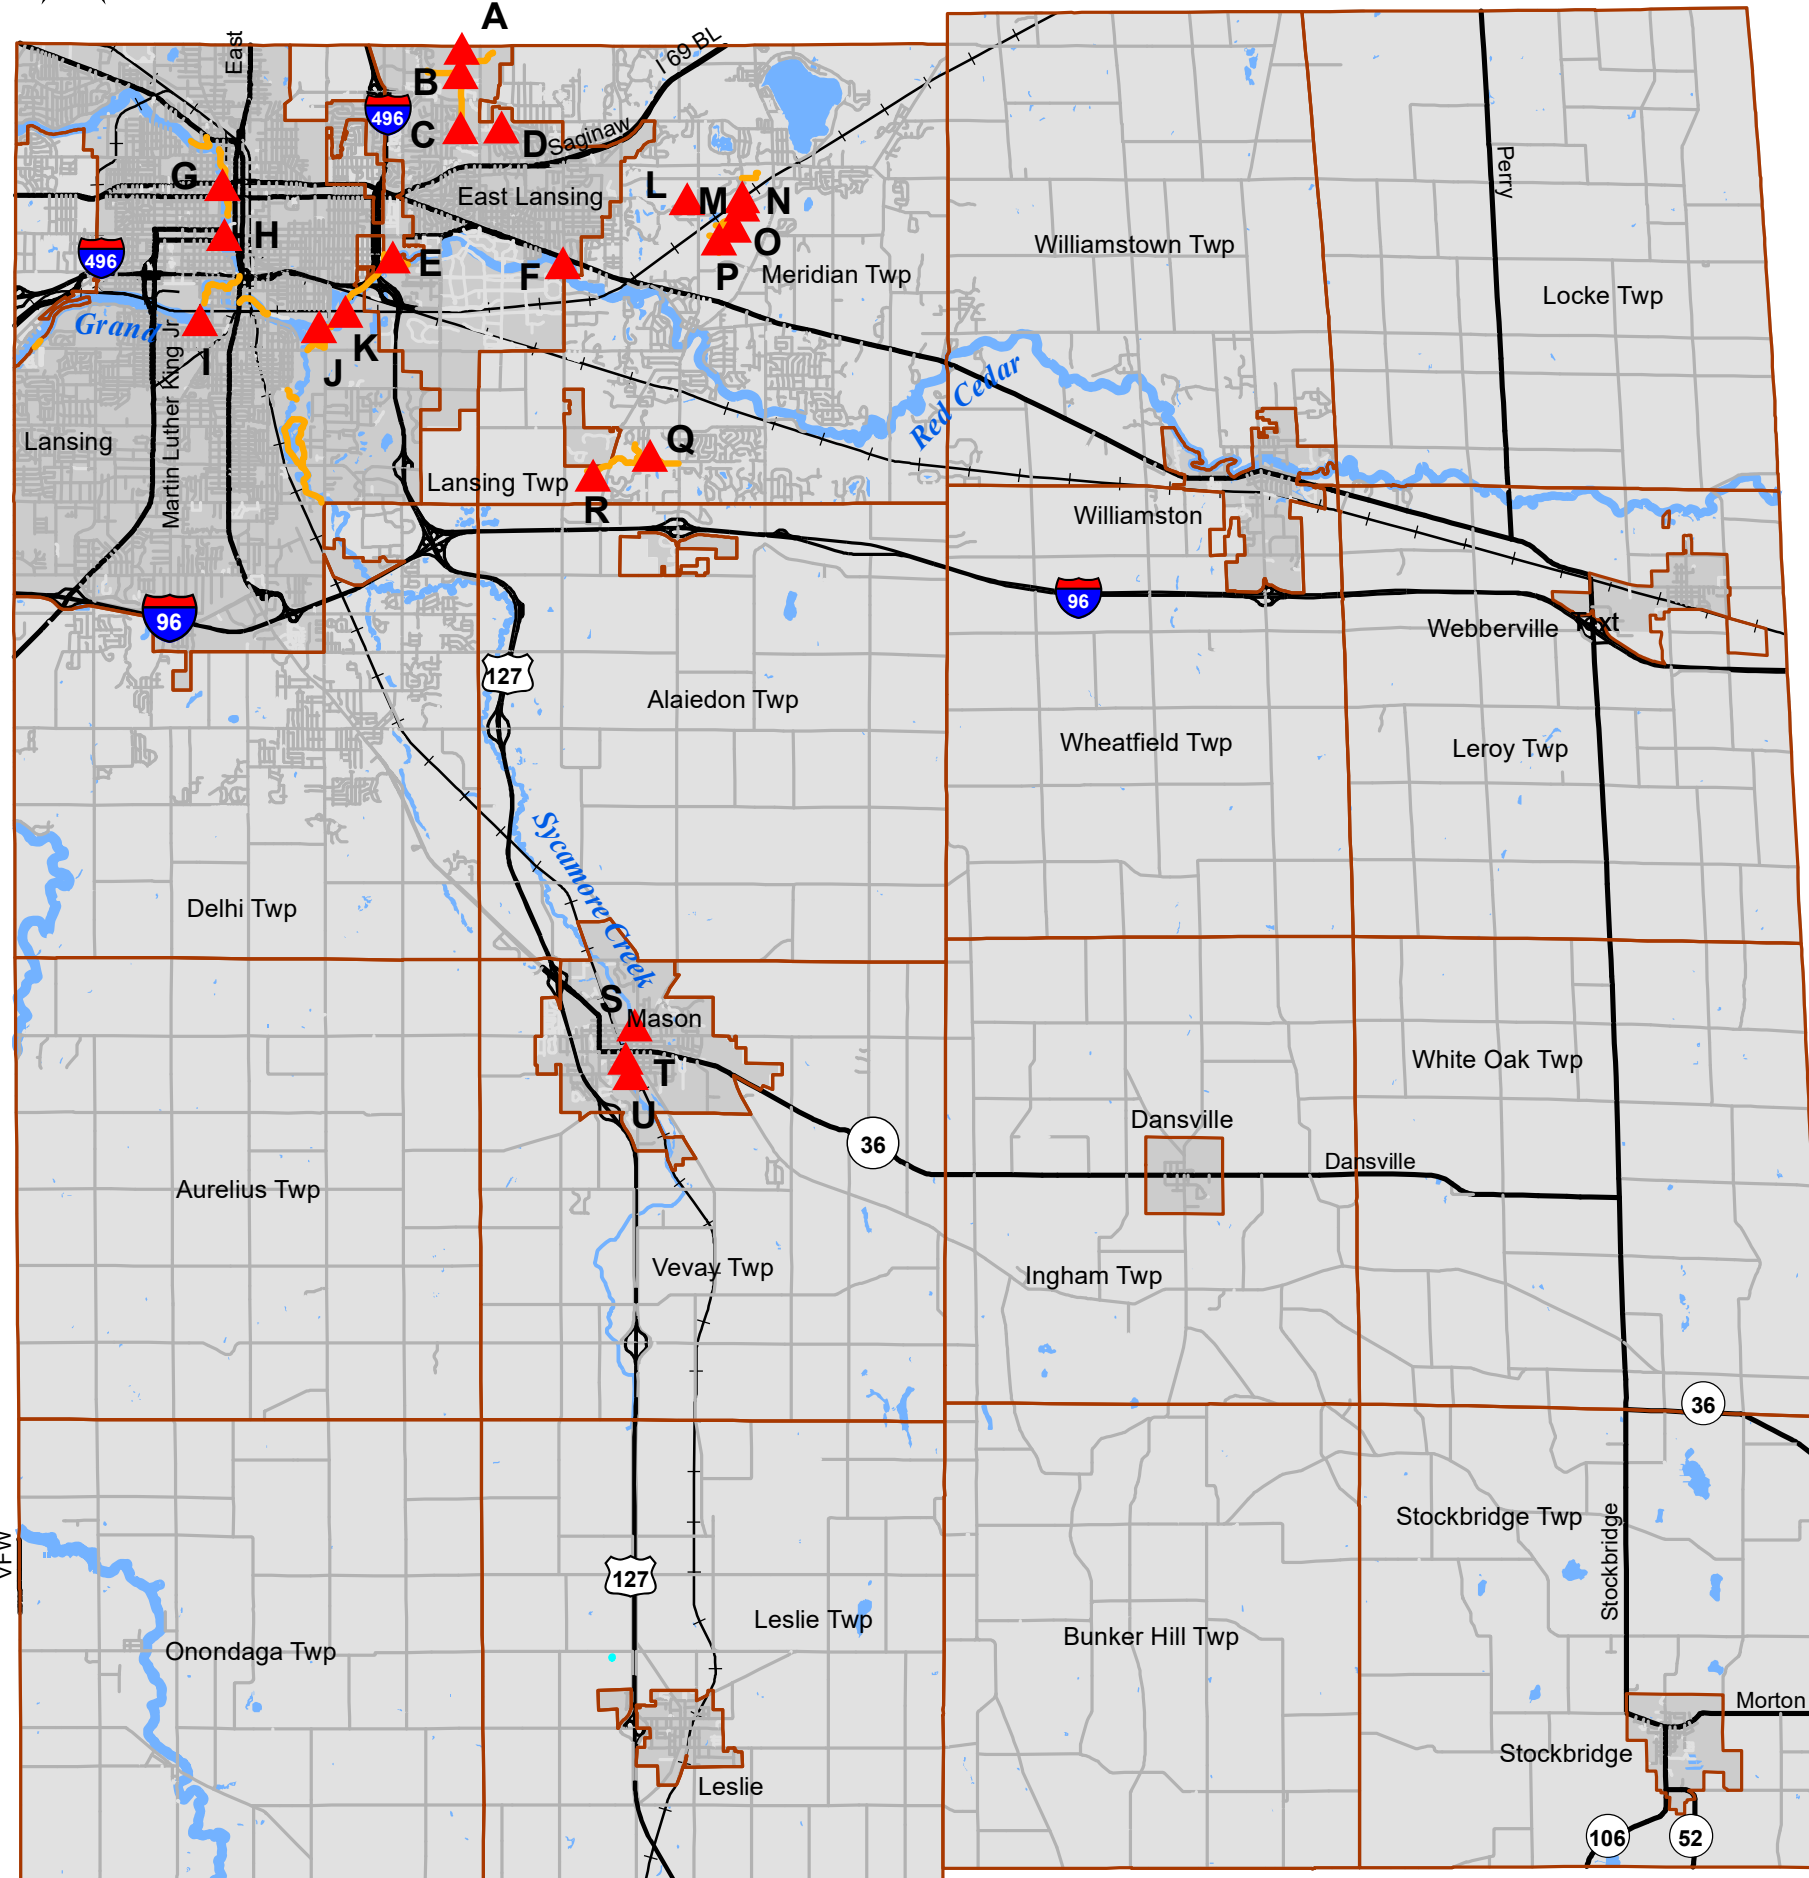 A
East
I 69 BL
B
496
C
D
Saginaw
Perry
G
L
M
N
East Lansing
H
O
Williamstown Twp
496
E
F
P
Meridian Twp
Locke Twp
Grand
I
K
J
Red Cedar
Martin Luther King Jr
Lansing
Q
Lansing Twp
R
Williamston
96
96
Webberville
127
Alaiedon Twp
Wheatfield Twp
Leroy Twp
Sycamore Creek
Delhi Twp
S
Mason
White Oak Twp
T
U
Dansville
36
Dansville
Aurelius Twp
Vevay Twp
Ingham Twp
36
Stockbridge Twp
Stockbridge
VFW
127
Leslie Twp
Bunker Hill Twp
Onondaga Twp
Morton
Stockbridge
Leslie
106
52